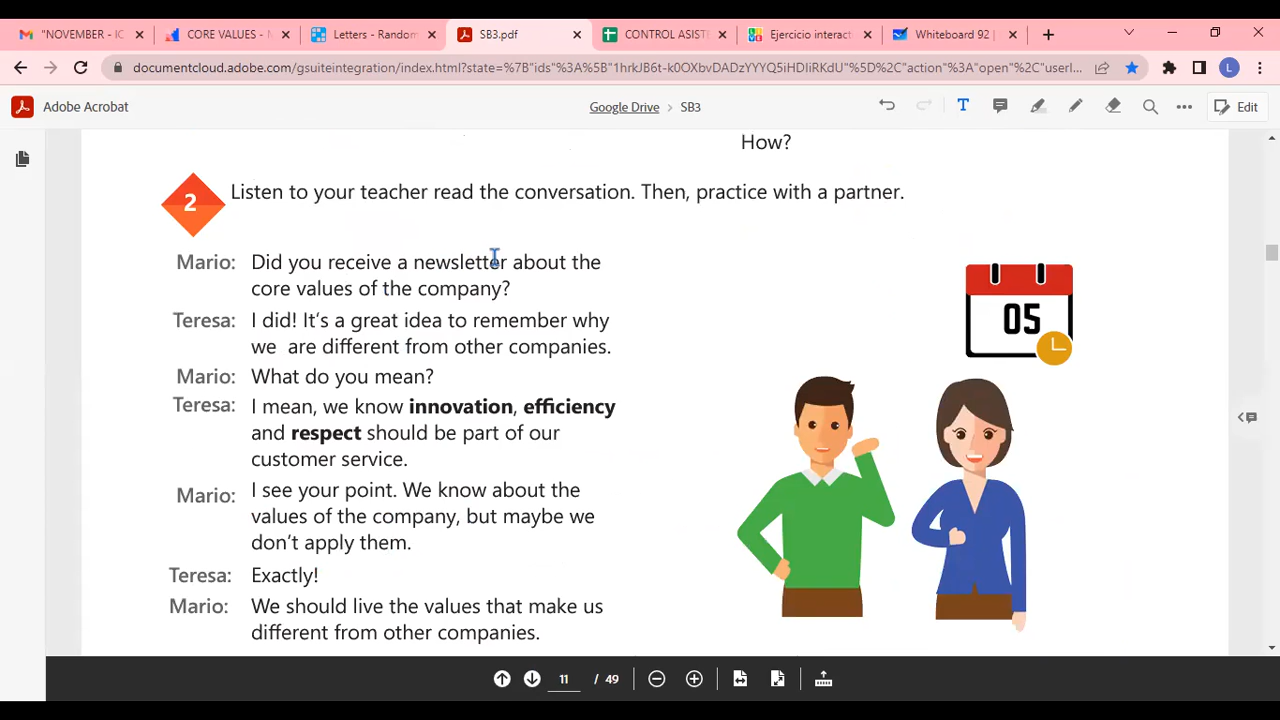 "NOVEMBER - IC
CORE VALUES - N
Letters - Random
SB3.pdf
CONTROL ASIST
Ejercicio interact
Whiteboard 92 |
documentcloud.adobe.com/gsuiteintegration/index.html?state=%7B"ids"%3A%5B"1hrkJB6t-k0OXbvDADzYYYQ5iHDIiRKdU"%5D%2C"action"%3A"open"%2C"userI...
L
Adobe Acrobat
Google Drive > SB3
Edit
How?
2
Listen to your teacher read the conversation. Then, practice with a partner.
Mario: Did you receive a newsletter about the
core values of the company?
Teresa: I did! It's a great idea to remember why
we are different from other companies.
Mario: What do you mean?
Teresa: I mean, we know innovation, efficiency
and respect should be part of our
customer service.
Mario: I see your point. We know about the
values of the company, but maybe we
don't apply them.
Teresa: Exactly!
Mario: We should live the values that make us
different from other companies.
05
11 / 49